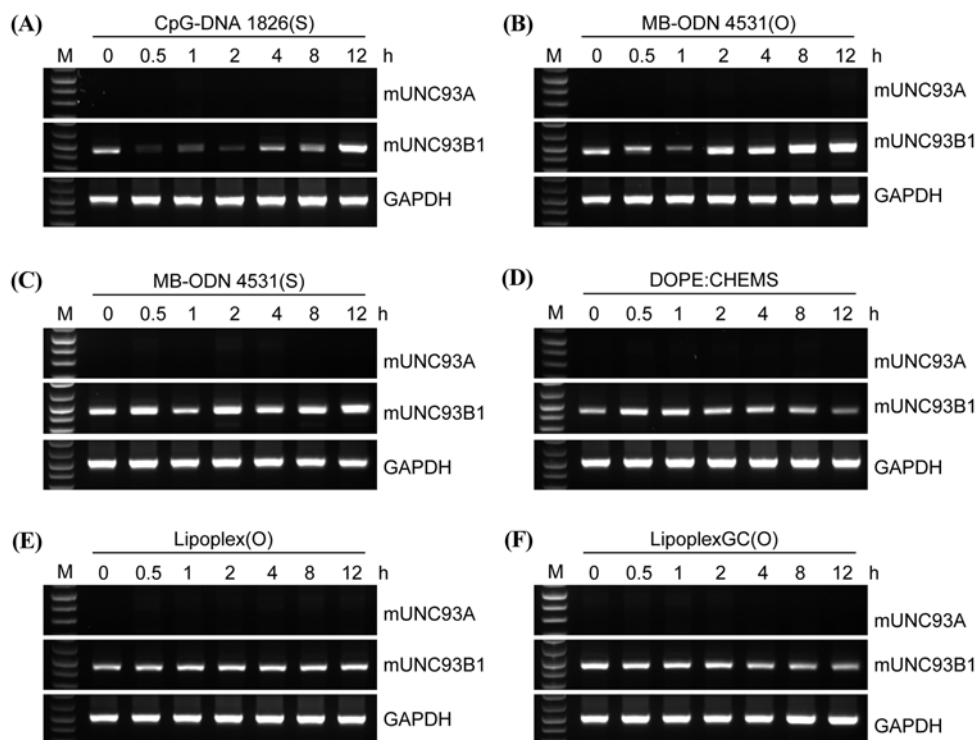 (A) CpG-DNA 1826(S)
M 0 0.5 1 2 4 8 12 h
mUNC93A
mUNC93B1
GAPDH
(B) MB-ODN 4531(O)
M 0 0.5 1 2 4 8 12 h
mUNC93A
mUNC93B1
GAPDH
(C) MB-ODN 4531(S)
M 0 0.5 1 2 4 8 12 h
mUNC93A
mUNC93B1
GAPDH
(D) DOPE:CHEMS
M 0 0.5 1 2 4 8 12 h
mUNC93A
mUNC93B1
GAPDH
(E) Lipoplex(O)
M 0 0.5 1 2 4 8 12 h
mUNC93A
mUNC93B1
GAPDH
(F) LipoplexGC(O)
M 0 0.5 1 2 4 8 12 h
mUNC93A
mUNC93B1
GAPDH